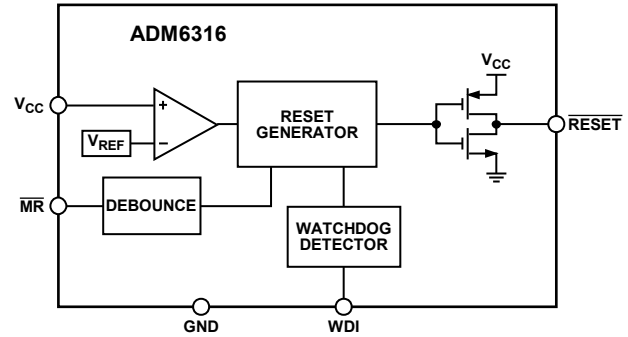 ADM6316
VCC
VCC
+
RESET
GENERATOR
RESET
VREF
–
MR
DEBOUNCE
WATCHDOG
DETECTOR
GND
WDI